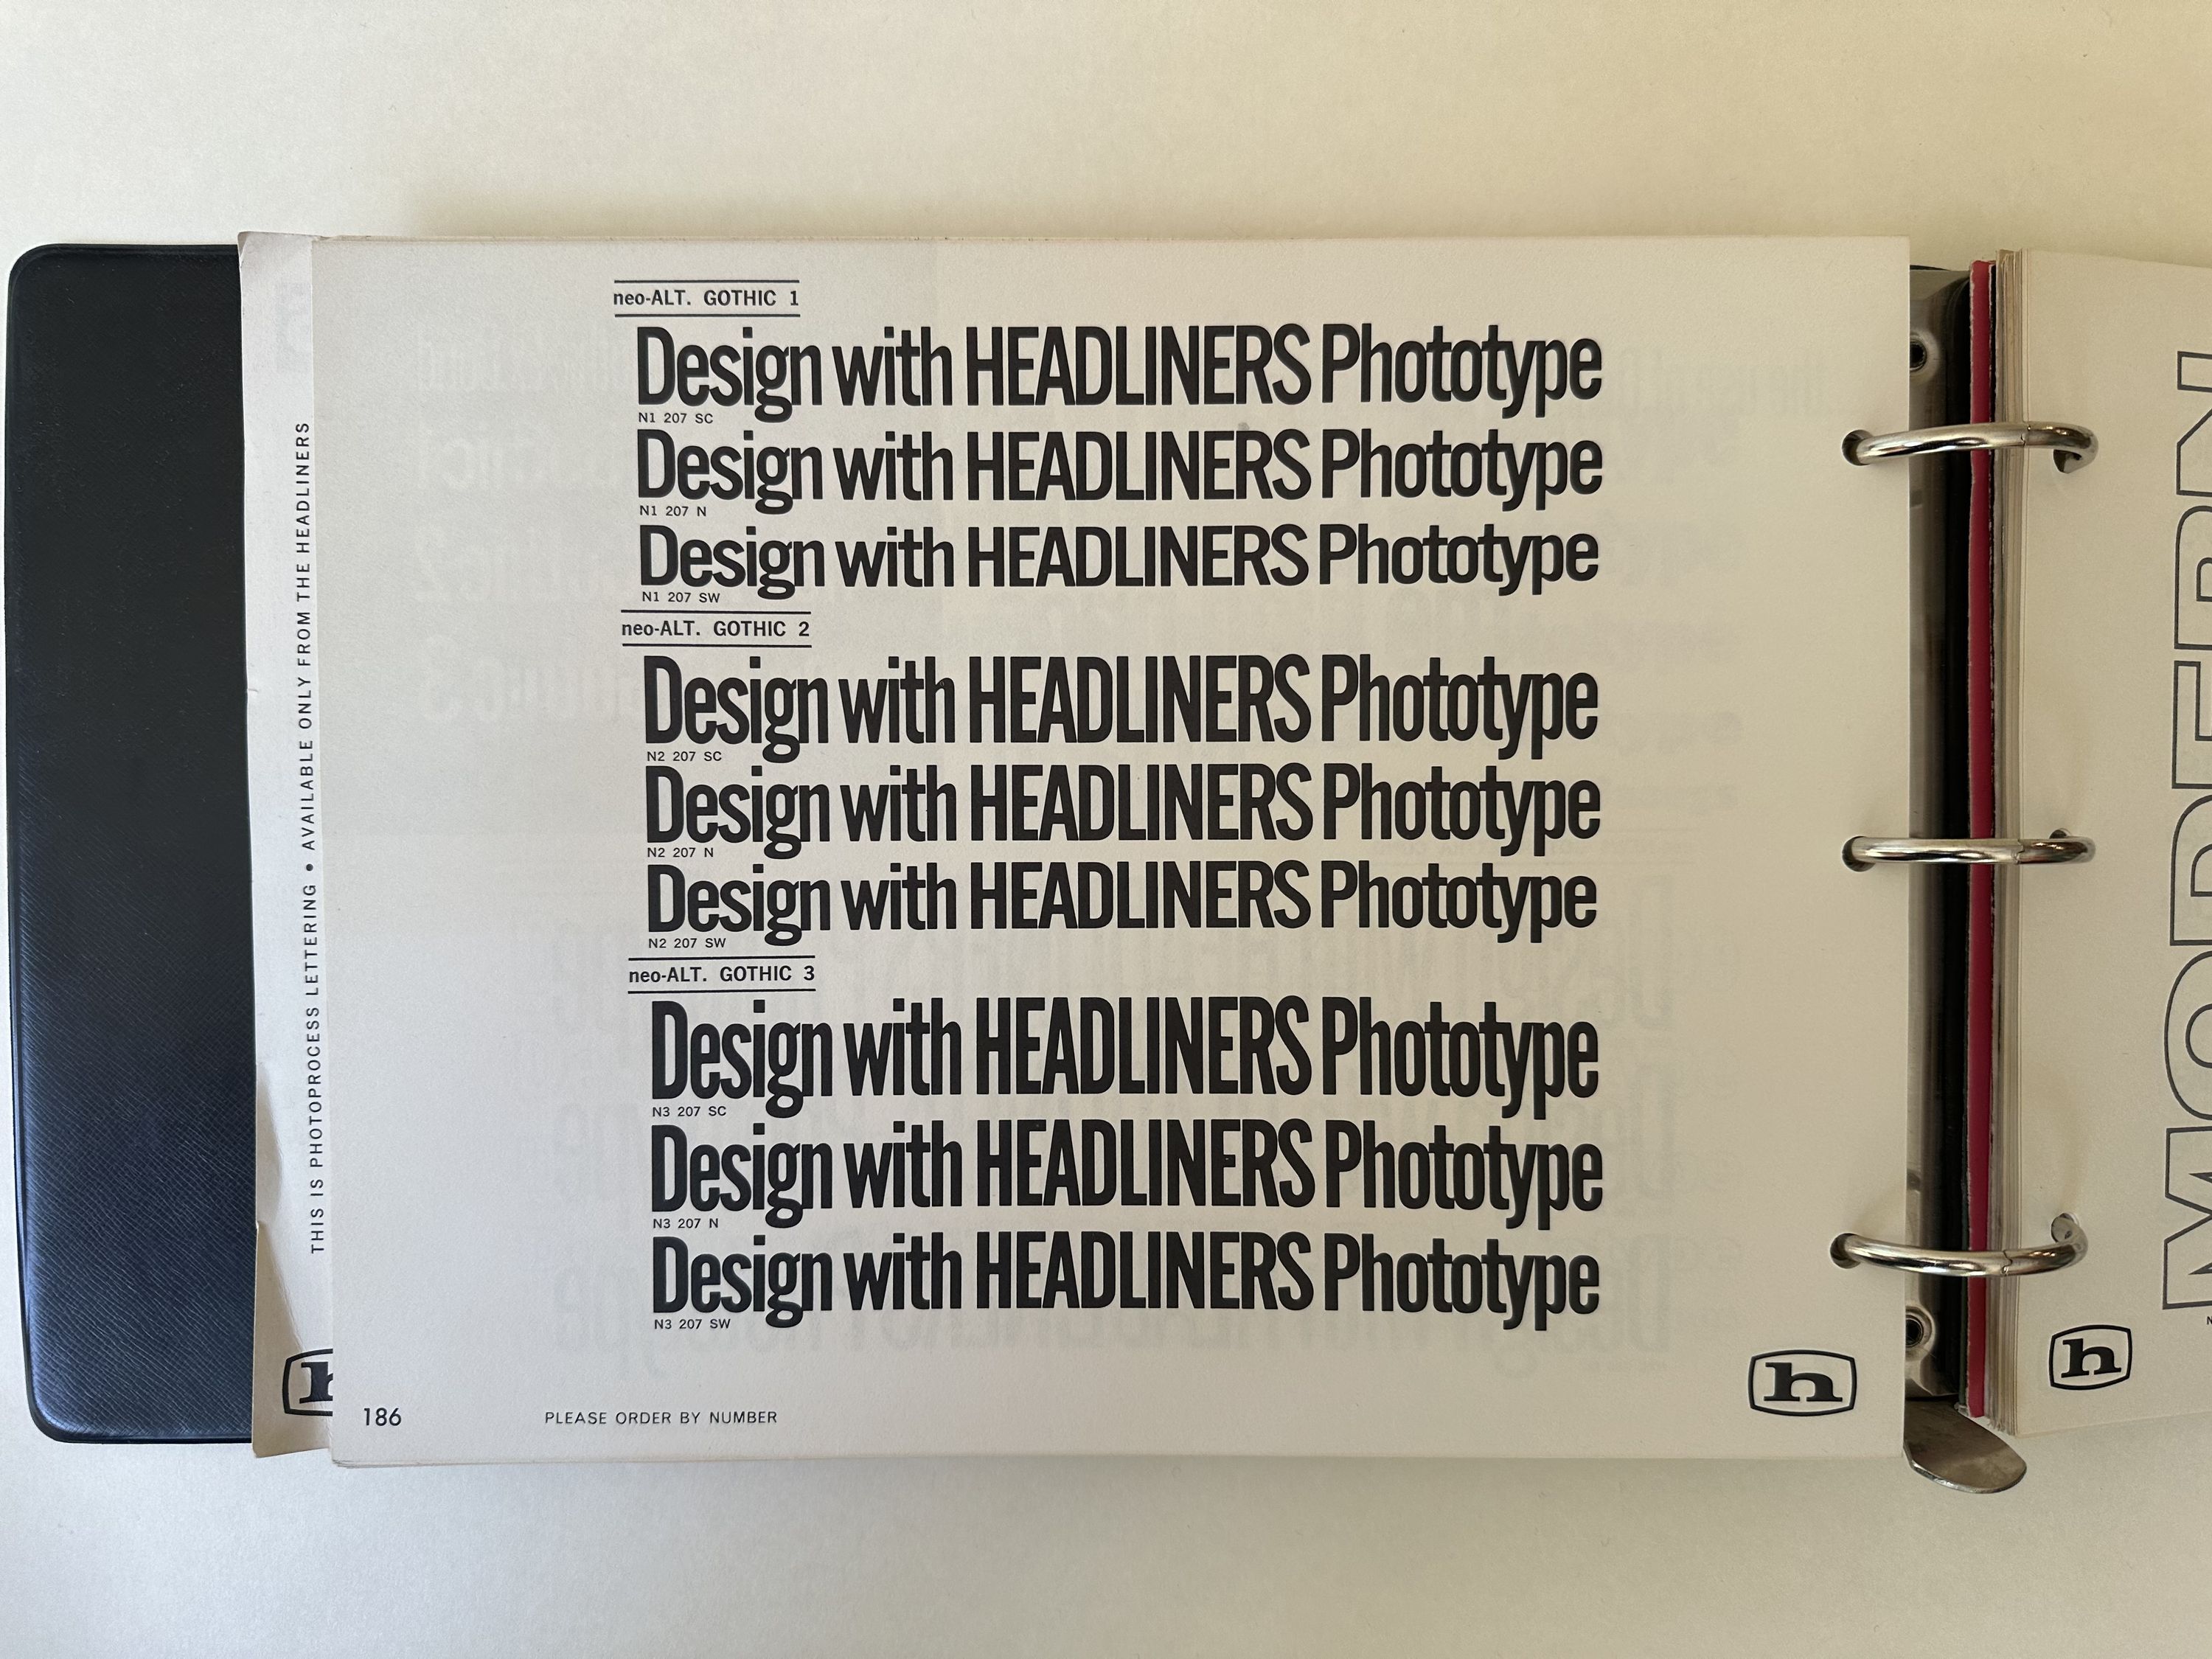 THIS IS PHOTOPROCESS LETTERING • AVAILABLE ONLY FROM THE HEADLINERS
h
neo-ALT. GOTHIC 1
Design with HEADLINERS Phototype
N1 207 SC
Design with HEADLINERS Phototype
N1 207 N
Design with HEADLINERS Phototype
N1 207 SW
neo-ALT. GOTHIC 2
Design with HEADLINERS Phototype
N2 207 SC
Design with HEADLINERS Phototype
N2 207 N
Design with HEADLINERS Phototype
N2 207 SW
neo-ALT. GOTHIC 3
Design with HEADLINERS Phototype
N3 207 SC
Design with HEADLINERS Phototype
N3 207 N
Design with HEADLINERS Phototype
N3 207 SW
186
PLEASE ORDER BY NUMBER
h
MODERN
h